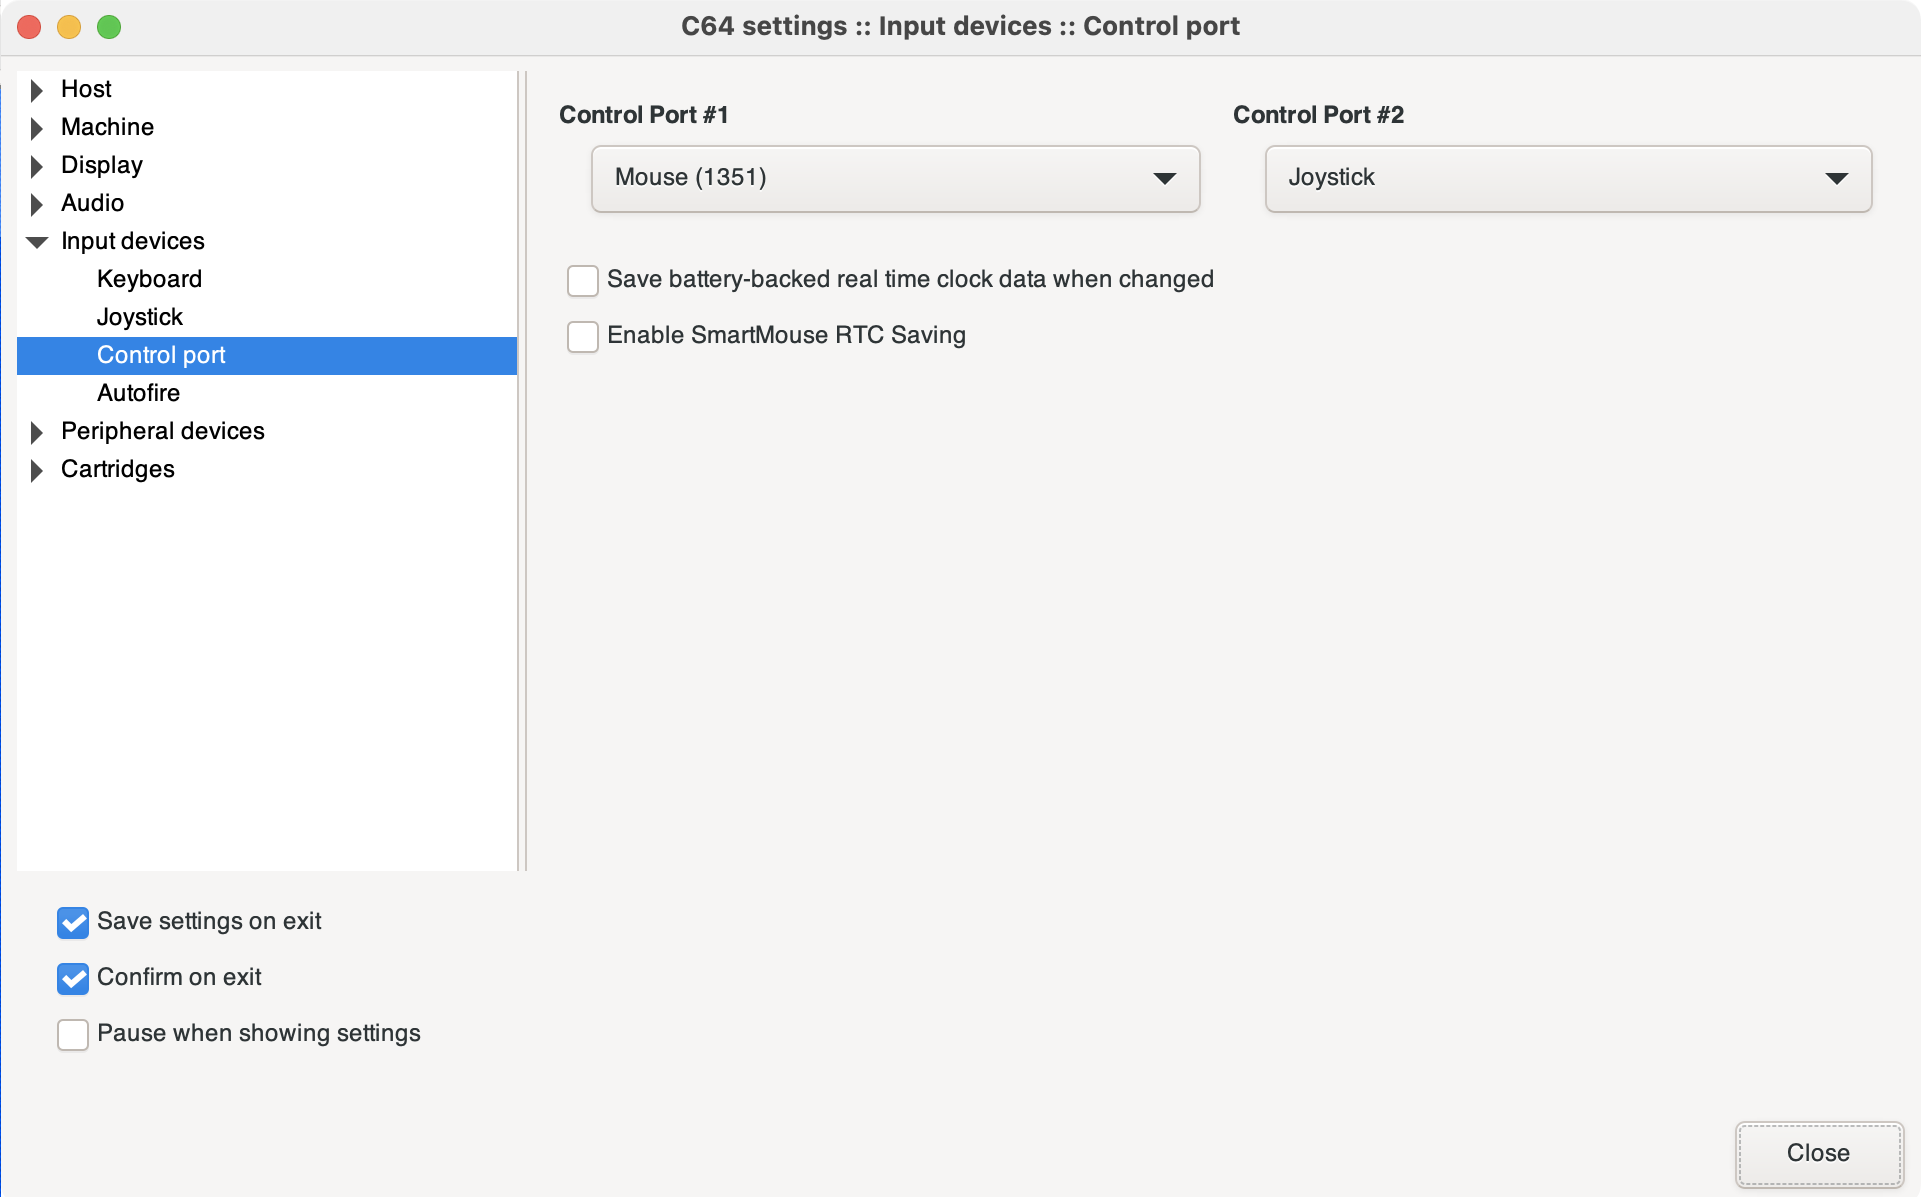 C64 settings :: Input devices :: Control port
Host
Machine
Display
Audio
Input devices
Keyboard
Joystick
Control port
Autofire
Peripheral devices
Cartridges
Control Port #1
Control Port #2
Mouse (1351)
Joystick
Save battery-backed real time clock data when changed
Enable SmartMouse RTC Saving
Save settings on exit
Confirm on exit
Pause when showing settings
Close